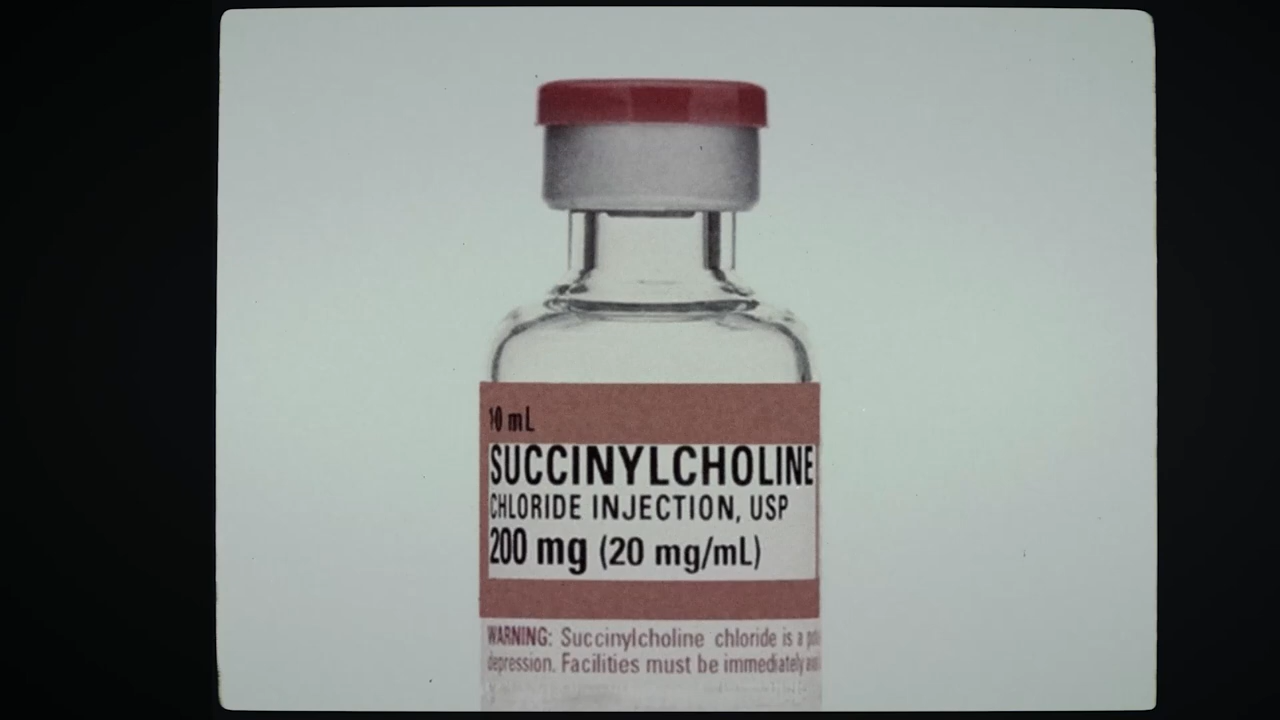 10 mL
SUCCINYLCHOLINE
CHLORIDE INJECTION, USP
200 mg (20 mg/mL)
WARNING: Succinylcholine chloride is a
depression. Facilities must be immediately